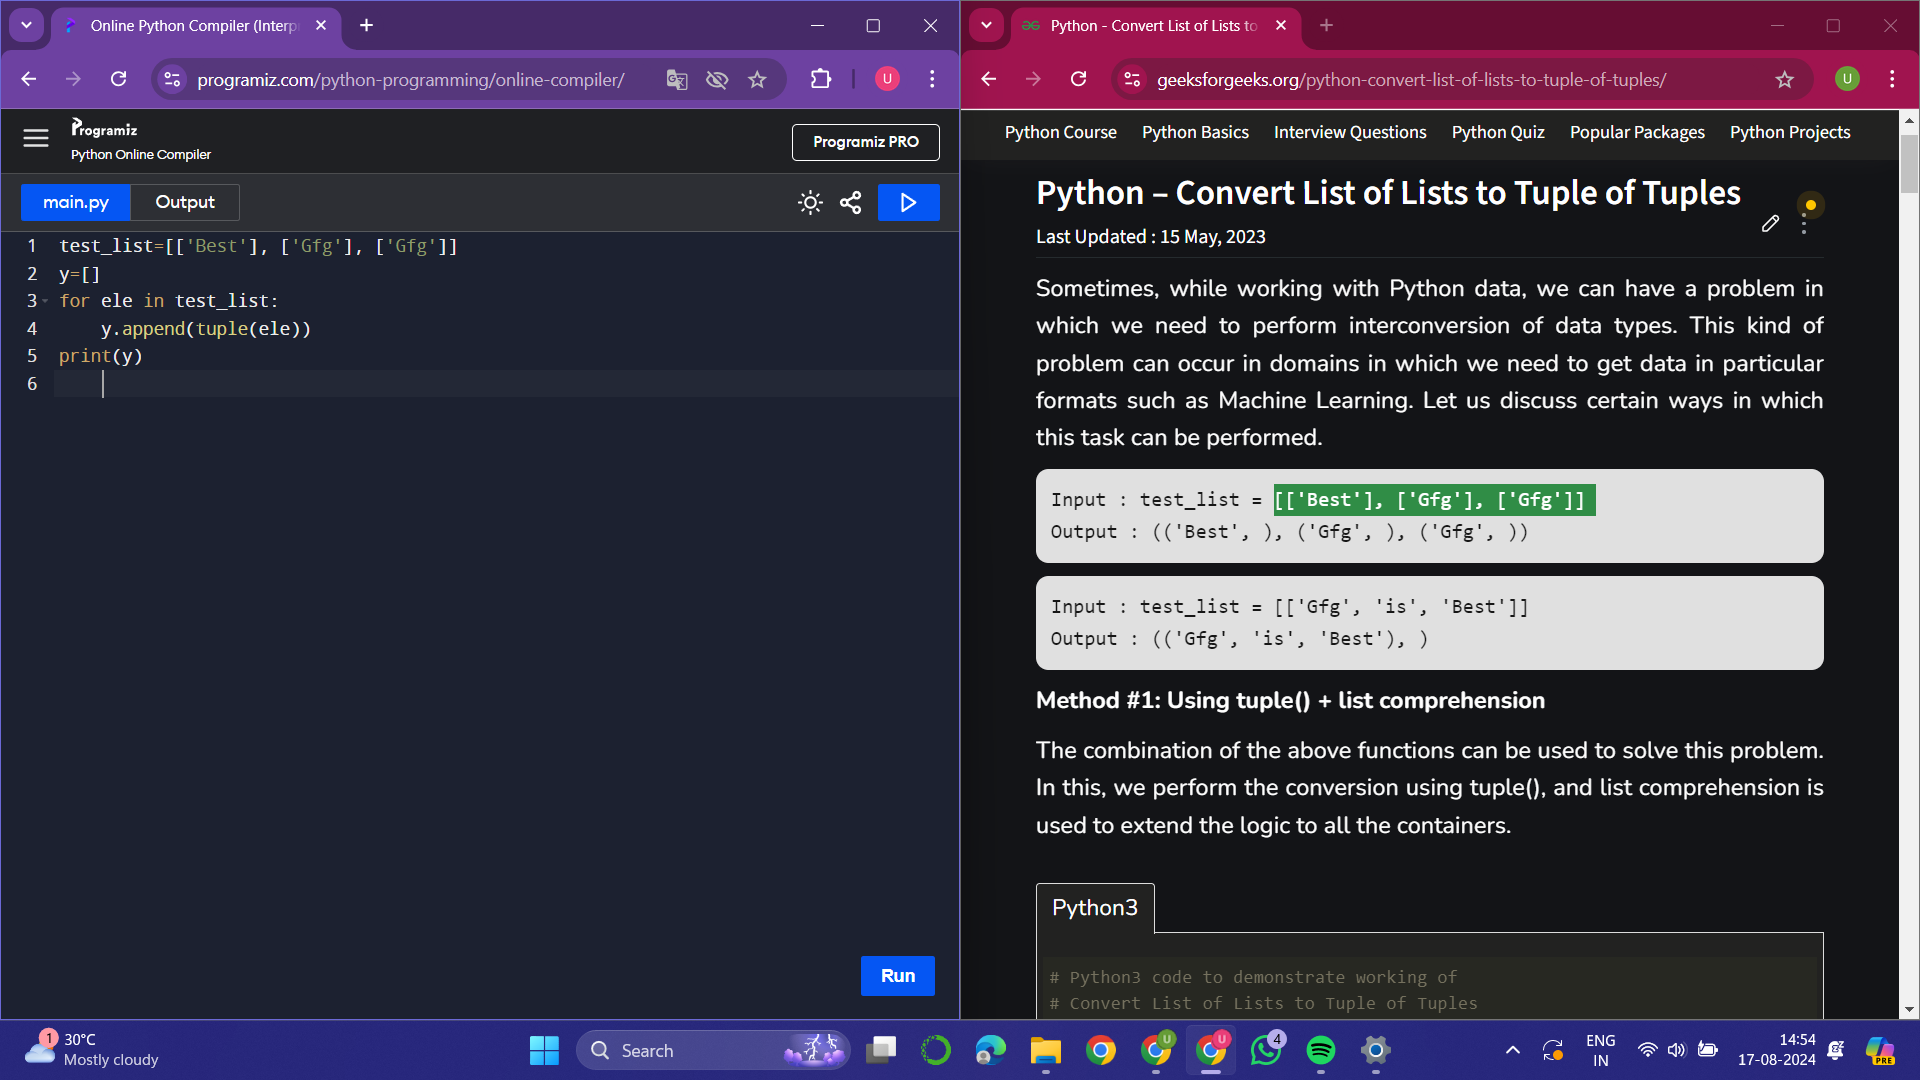 Online Python Compiler (Interp
programiz.com/python-programming/online-compiler/
U
Programiz
Python Online Compiler
Programiz PRO
main.py
Output
1 test_list=[['Best'], ['Gfg'], ['Gfg']]
2 y=[]
3 for ele in test_list:
4 y.append(tuple(ele))
5 print(y)
6
Run
Python - Convert List of Lists to
geeksforgeeks.org/python-convert-list-of-lists-to-tuple-of-tuples/
U
Python Course Python Basics Interview Questions Python Quiz Popular Packages Python Projects
Python – Convert List of Lists to Tuple of Tuples
Last Updated : 15 May, 2023
Sometimes, while working with Python data, we can have a problem in
which we need to perform interconversion of data types. This kind of
problem can occur in domains in which we need to get data in particular
formats such as Machine Learning. Let us discuss certain ways in which
this task can be performed.
Input : test_list = [['Best'], ['Gfg'], ['Gfg']]
Output : (('Best', ), ('Gfg', ), ('Gfg', ))
Input : test_list = [['Gfg', 'is', 'Best']]
Output : (('Gfg', 'is', 'Best'), )
Method #1: Using tuple() + list comprehension
The combination of the above functions can be used to solve this problem.
In this, we perform the conversion using tuple(), and list comprehension is
used to extend the logic to all the containers.
Python3
# Python3 code to demonstrate working of
# Convert List of Lists to Tuple of Tuples
1
30°C
Mostly cloudy
Search
U
U
4
ENG
IN
14:54
17-08-2024
PRE